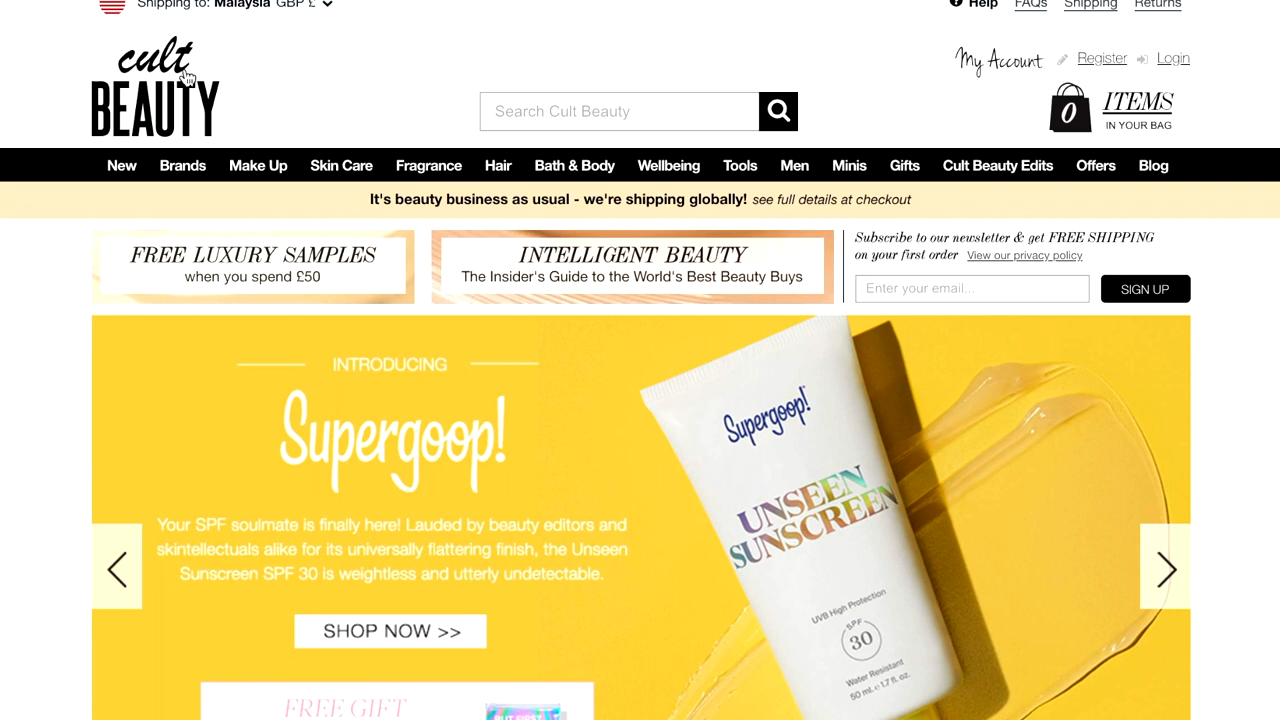 Shipping to: Malaysia GBP £
Help FAQs Shipping Returns
cult
BEAUTY
My Account Register Login
Search Cult Beauty
0 ITEMS
IN YOUR BAG
New Brands Make Up Skin Care Fragrance Hair Bath & Body Wellbeing Tools Men Minis Gifts Cult Beauty Edits Offers Blog
It's beauty business as usual - we're shipping globally! see full details at checkout
FREE LUXURY SAMPLES
when you spend £50
INTELLIGENT BEAUTY
The Insider's Guide to the World's Best Beauty Buys
Subscribe to our newsletter & get FREE SHIPPING
on your first order View our privacy policy
Enter your email...
SIGN UP
INTRODUCING
Supergoop!
Your SPF soulmate is finally here! Lauded by beauty editors and
skintellectuals alike for its universally flattering finish, the Unseen
Sunscreen SPF 30 is weightless and utterly undetectable.
SHOP NOW >>
FREE GIFT
Supergoop!
UNSEEN
SUNSCREEN
UVB High Protection
SPF
30
Water Resistant
50 ml. e 1.7 fl. oz.